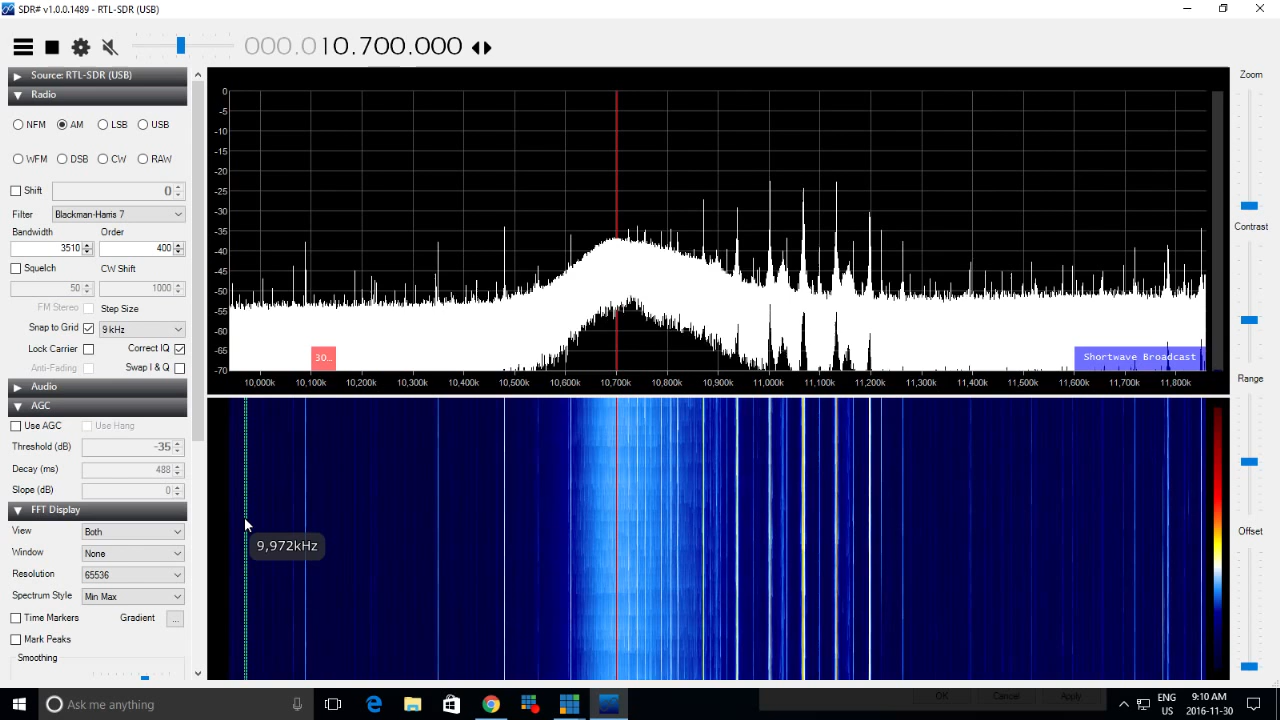 SDR# v1.0.0.1489 - RTL-SDR (USB)
000.010.700.000
Source: RTL-SDR (USB)
Radio
NFM AM LSB USB
WFM DSB CW RAW
Shift 0
Filter Blackman-Harris 7
Bandwidth Order
3510 400
Squelch CW Shift
50 1000
FM Stereo Step Size
Snap to Grid 9 kHz
Lock Carrier Correct IQ
Anti-Fading Swap I & Q
Audio
AGC
Use AGC Use Hang
Threshold (dB) -35
Decay (ms) 488
Slope (dB) 0
FFT Display
View Both
Window None
Resolution 65536
Spectrum Style Min Max
Time Markers Gradient ...
Mark Peaks
Smoothing
0
-5
-10
-15
-20
-25
-30
-35
-40
-45
-50
-55
-60
-65
-70
30...
Shortwave Broadcast
10,000k 10,100k 10,200k 10,300k 10,400k 10,500k 10,600k 10,700k 10,800k 10,900k 11,000k 11,100k 11,200k 11,300k 11,400k 11,500k 11,600k 11,700k 11,800k
9,972kHz
Zoom
Contrast
Range
Offset
OK Cancel Apply
Ask me anything
ENG
US
9:10 AM
2016-11-30